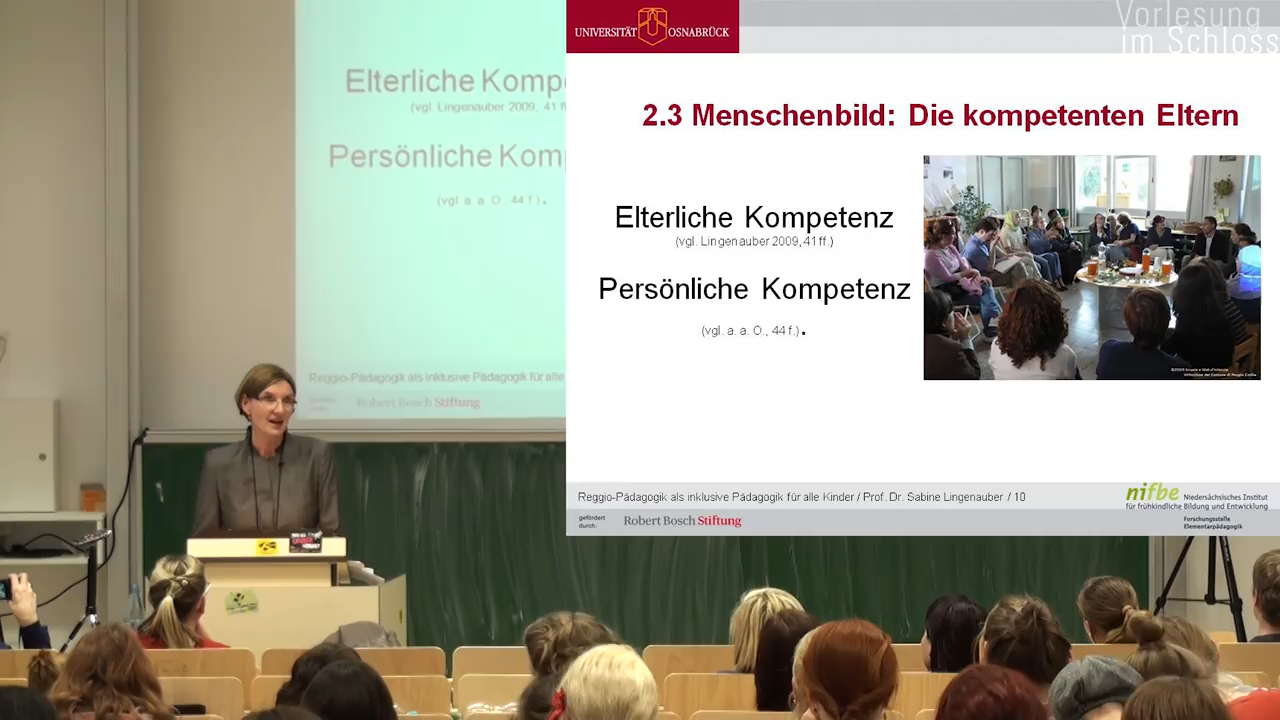 Elterliche Kompe
(vgl. Lingenauber 2009, 41 ff
Persönliche Kom
(vgl. a. a. O., 44 f.).
Reggio-Pädagogik als inklusive Pädagogik für alle
Robert Bosch Stiftung
UNIVERSITÄT OSNABRÜCK
Vorlesung
im Schloss
2.3 Menschenbild: Die kompetenten Eltern
Elterliche Kompetenz
(vgl. Lingenauber 2009, 41 ff.)
Persönliche Kompetenz
(vgl. a. a. O., 44 f.).
Reggio-Pädagogik als inklusive Pädagogik für alle Kinder / Prof. Dr. Sabine Lingenauber / 10
gefördert
durch:
Robert Bosch Stiftung
nifbe Niedersächsisches Institut
für frühkindliche Bildung und Entwicklung
Forschungsstelle
Elementarpädagogik